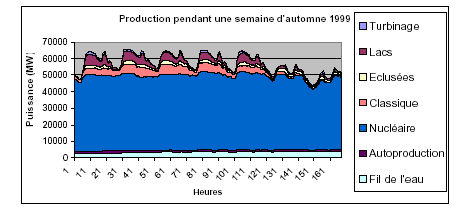 Production pendant une semaine d'automne 1999
Puissance (MW)
70000
60000
50000
40000
30000
20000
10000
0
1
11
21
31
41
51
61
71
81
91
101
111
121
131
141
151
161
Heures
Turbinage
Lacs
Eclusées
Classique
Nucléaire
Autoproduction
Fil de l'eau